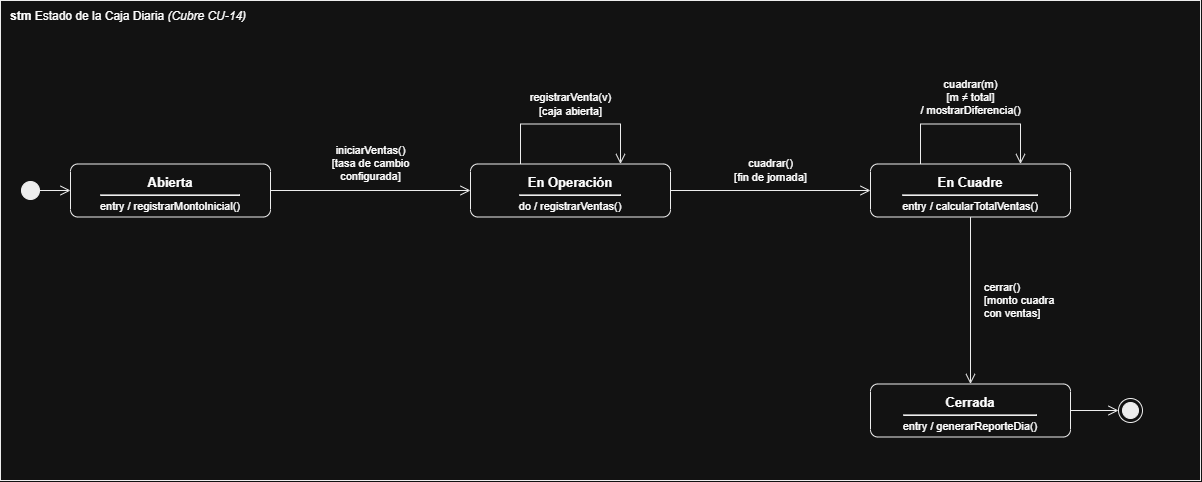 stm Estado de la Caja Diaria (Cubre CU-14)
registrarVenta(v)
[caja abierta]
cuadrar(m)
[m ≠ total]
/ mostrarDiferencia()
iniciarVentas()
[tasa de cambio
configurada]
cuadrar()
[fin de jornada]
Abierta
entry / registrarMontoInicial()
En Operación
do / registrarVentas()
En Cuadre
entry / calcularTotalVentas()
cerrar()
[monto cuadra
con ventas]
Cerrada
entry / generarReporteDia()